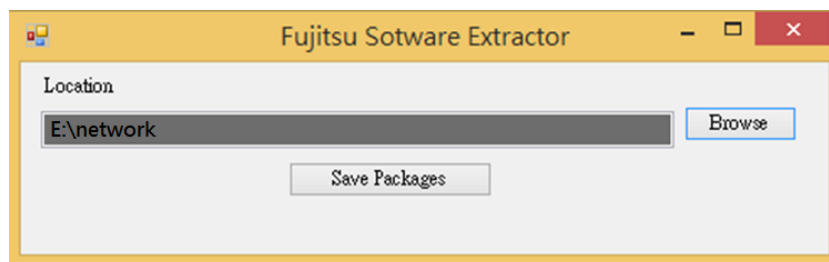 Fujitsu Sotware Extractor
Location
E:\network
Browse
Save Packages